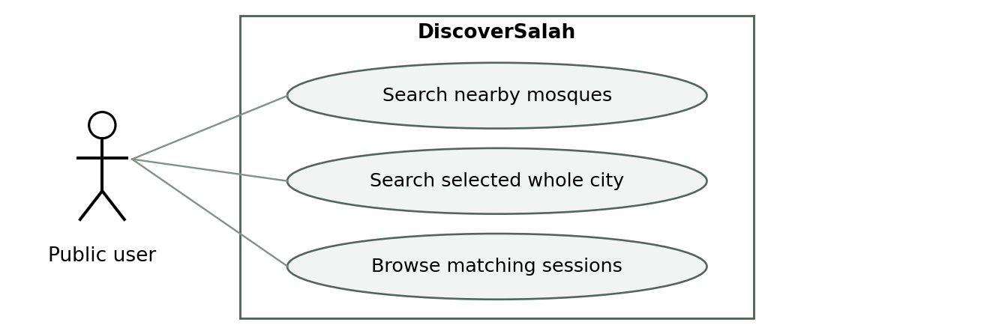 DiscoverSalah
Search nearby mosques
Search selected whole city
Browse matching sessions
Public user